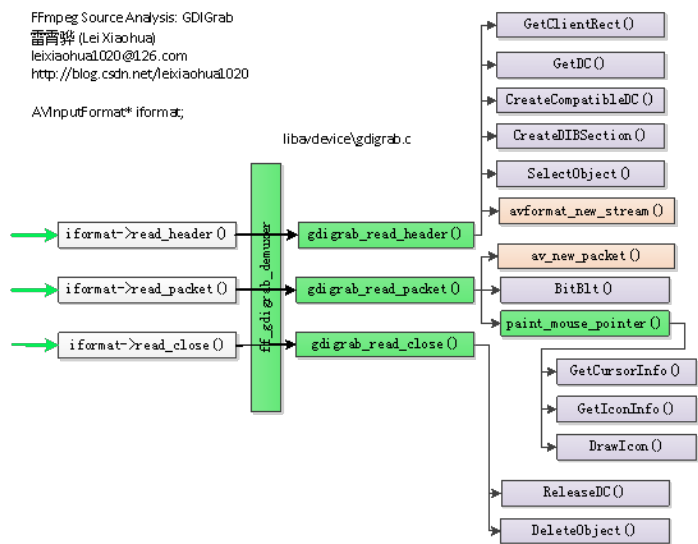 FFmpeg Source Analysis: GDIGrab
雷霄骅 (Lei Xiaohua)
leixiaohua1020@126.com
http://blog.csdn.net/leixiaohua1020
AVInputFormat* iformat;
libavdevice\gdigrab.c
ff_gdigrab_demuxer
iformat->read_header()
gdigrab_read_header()
GetClientRect()
GetDC()
CreateCompatibleDC()
CreateDIBSection()
SelectObject()
avformat_new_stream()
iformat->read_packet()
gdigrab_read_packet()
av_new_packet()
BitBlt()
paint_mouse_pointer()
GetCursorInfo()
GetIconInfo()
DrawIcon()
iformat->read_close()
gdigrab_read_close()
ReleaseDC()
DeleteObject()